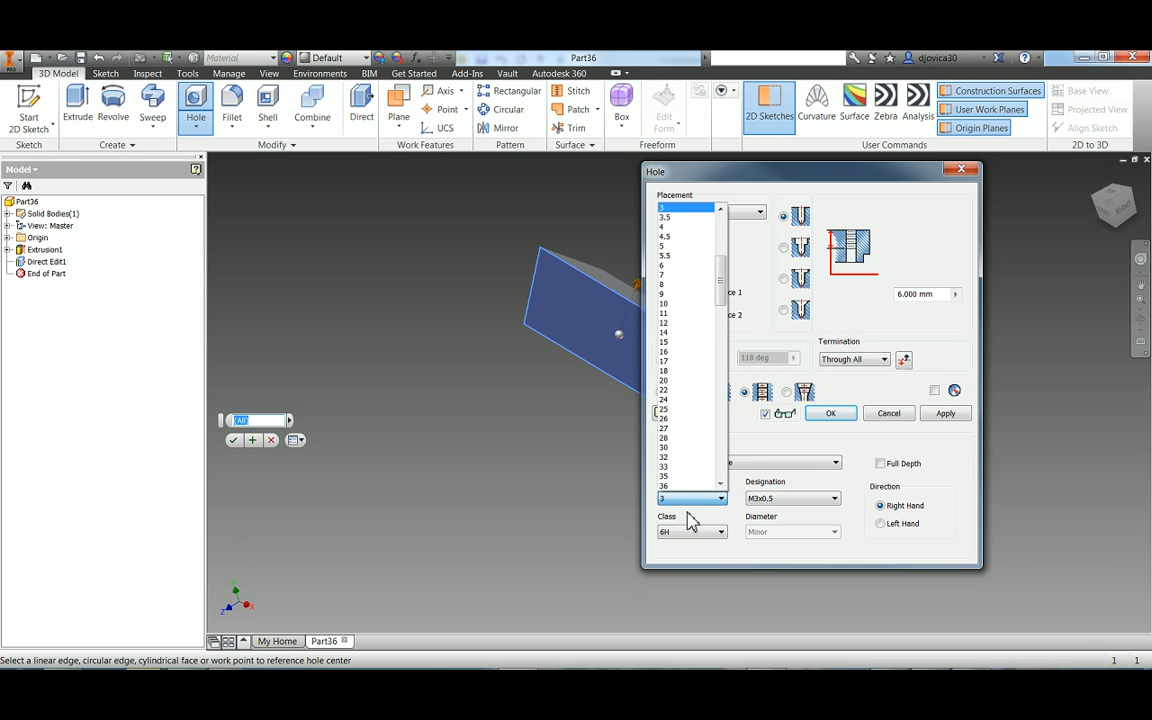 Material
Default
Part36
djovica30
3D Model
Sketch
Inspect
Tools
Manage
View
Environments
BIM
Get Started
Add-Ins
Vault
Autodesk 360
Start
2D Sketch
Extrude
Revolve
Sweep
Hole
Fillet
Shell
Combine
Direct
Plane
Axis
Point
UCS
Rectangular
Circular
Mirror
Stitch
Patch
Trim
Box
Edit
Form
2D Sketches
Curvature
Surface
Zebra
Analysis
Construction Surfaces
User Work Planes
Origin Planes
Base View
Projected View
Align Sketch
Sketch
Create
Modify
Work Features
Pattern
Surface
Freeform
User Commands
2D to 3D
Model
Part36
Solid Bodies(1)
View: Master
Origin
Extrusion1
Direct Edit1
End of Part
RIGHT
(All)
Hole
Placement
3
3.5
4
4.5
5
5.5
6
7
8
9
10
11
12
14
15
16
17
18
20
22
24
25
26
27
28
30
32
33
35
36
ce 1
ce 2
6.000 mm
118 deg
Termination
Through All
OK
Cancel
Apply
e
Full Depth
Designation
3
M3x0.5
Direction
Right Hand
Left Hand
Class
Diameter
6H
Minor
Y
X
Z
My Home
Part36
Select a linear edge, circular edge, cylindrical face or work point to reference hole center
1
1